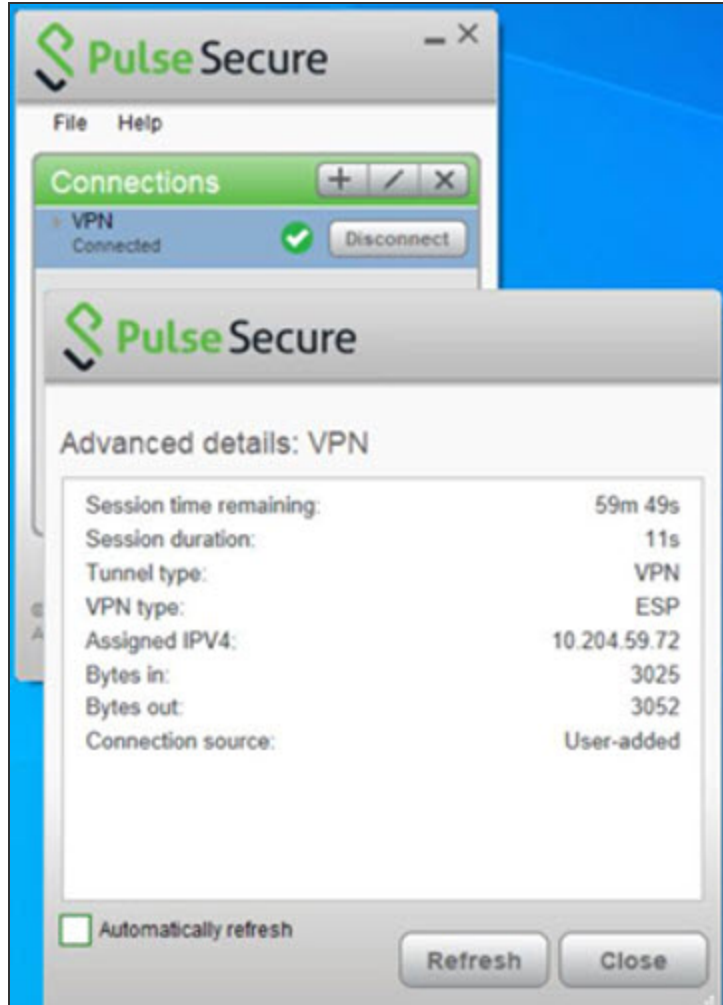 Pulse Secure
File Help
Connections
VPN
Connected
Disconnect
Pulse Secure
Advanced details: VPN
Session time remaining: 59m 49s
Session duration: 11s
Tunnel type: VPN
VPN type: ESP
Assigned IPV4: 10.204.59.72
Bytes in: 3025
Bytes out: 3052
Connection source: User-added
Automatically refresh
Refresh Close